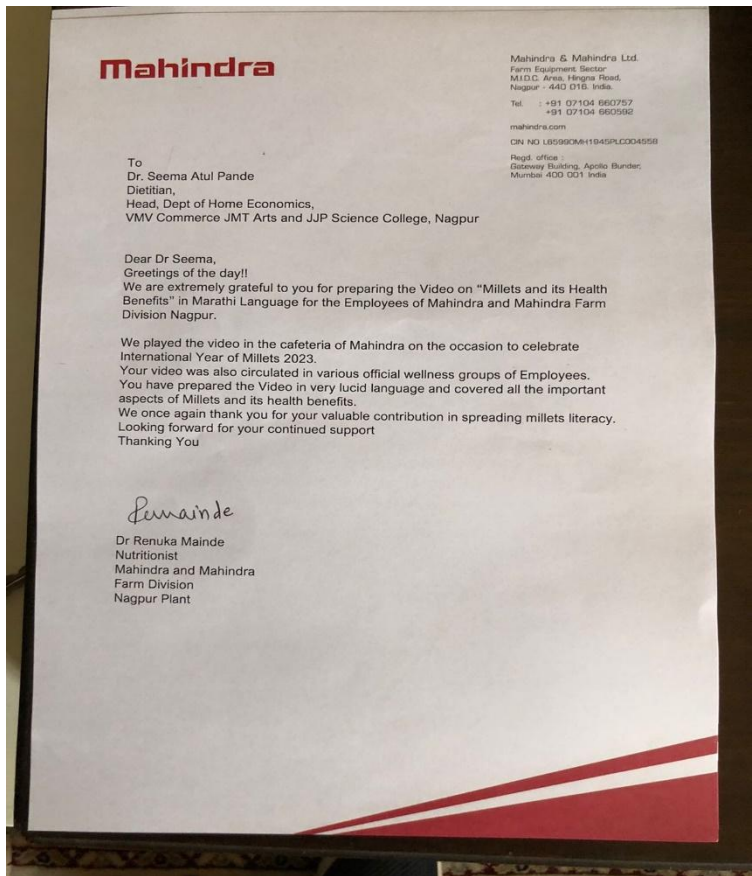 Mahindra
Mahindra & Mahindra Ltd.
Farm Equipment Sector
M.I.D.C. Area, Hingna Road,
Nagpur - 440 016. India.
Tel. : +91 07104 660757
+91 07104 660592
mahindra.com
CIN NO L65990MH1945PLC004558
Regd. office :
Gateway Building, Apollo Bunder,
Mumbai 400 001 India
To
Dr. Seema Atul Pande
Dietitian,
Head, Dept of Home Economics,
VMV Commerce JMT Arts and JJP Science College, Nagpur
Dear Dr Seema,
Greetings of the day!!
We are extremely grateful to you for preparing the Video on “Millets and its Health
Benefits” in Marathi Language for the Employees of Mahindra and Mahindra Farm
Division Nagpur.
We played the video in the cafeteria of Mahindra on the occasion to celebrate
International Year of Millets 2023.
Your video was also circulated in various official wellness groups of Employees.
You have prepared the Video in very lucid language and covered all the important
aspects of Millets and its health benefits.
We once again thank you for your valuable contribution in spreading millets literacy.
Looking forward for your continued support
Thanking You
Rmainde
Dr Renuka Mainde
Nutritionist
Mahindra and Mahindra
Farm Division
Nagpur Plant